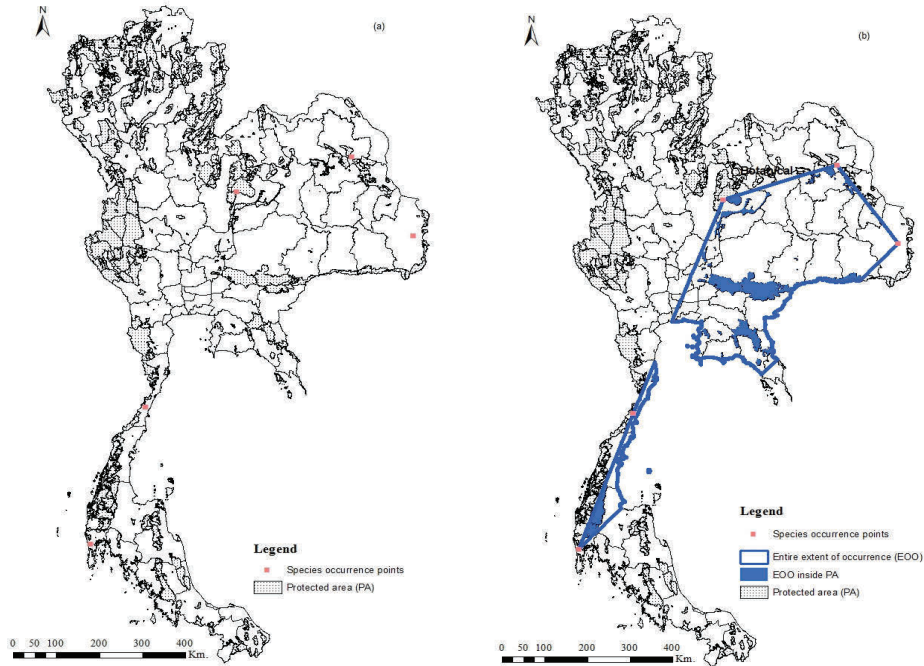 N
(a)
Legend
Species occurrence points
Protected area (PA)
0 50 100 200 300 400
Km.
N
(b)
Botanical
Legend
Species occurrence points
Entire extent of occurrence (EOO)
EOO inside PA
Protected area (PA)
0 50 100 200 300 400
Km.